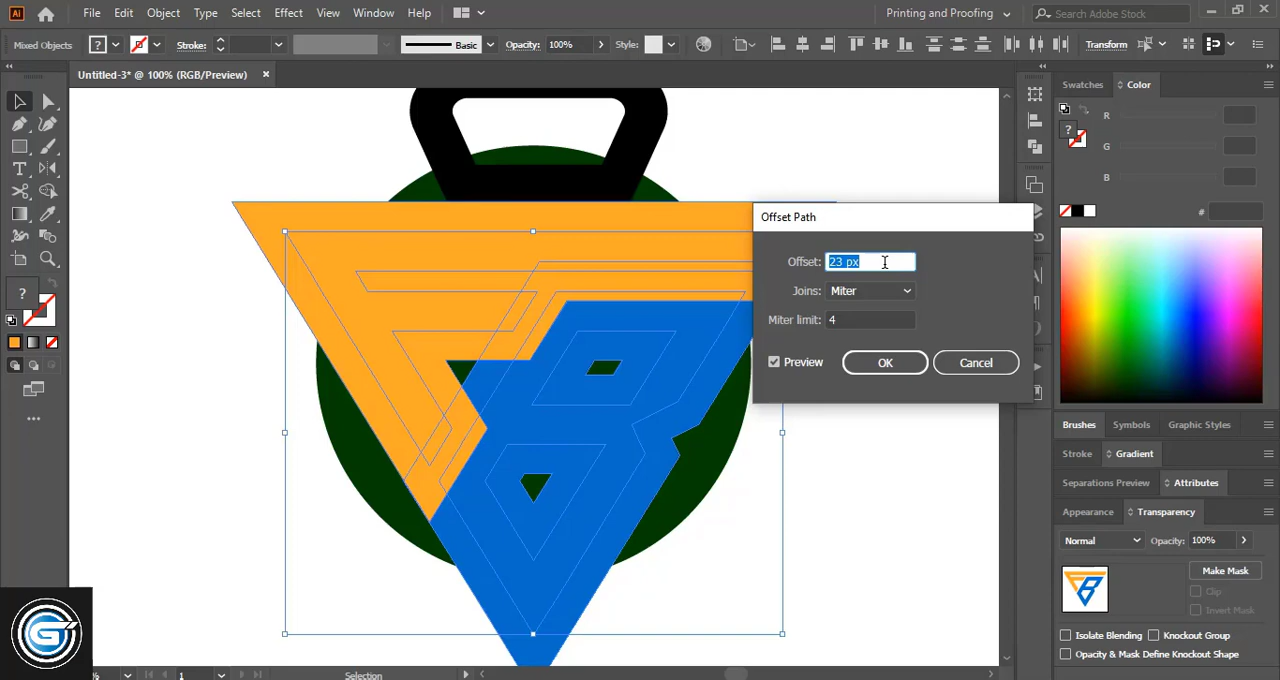 Ai File Edit Object Type Select Effect View Window Help Printing and Proofing Search Adobe Stock
Mixed Objects ? Stroke: Basic Opacity: 100% Style: Transform
Untitled-3* @ 100% (RGB/Preview) ×
Swatches Color
R
? G
B
#
Offset Path
Offset: 23 px
Joins: Miter
Miter limit: 4
Preview OK Cancel
T
?
Brushes Symbols Graphic Styles
Stroke Gradient
Separations Preview Attributes
Appearance Transparency
Normal Opacity: 100%
Make Mask
Clip
Invert Mask
Isolate Blending Knockout Group
Opacity & Mask Define Knockout Shape
% 1 Selection